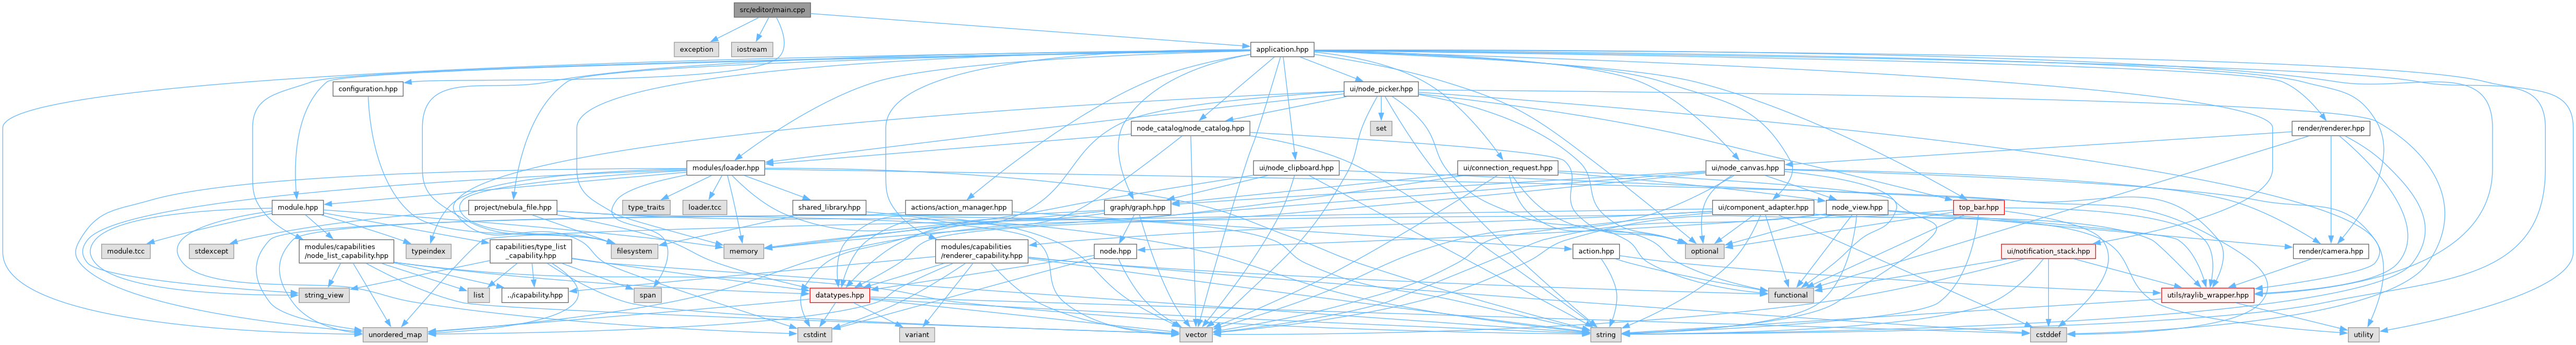 src/editor/main.cpp
exception
iostream
application.hpp
configuration.hpp
ui/node_picker.hpp
node_catalog/node_catalog.hpp
set
render/renderer.hpp
modules/loader.hpp
ui/node_clipboard.hpp
ui/connection_request.hpp
ui/node_canvas.hpp
module.hpp
project/nebula_file.hpp
type_traits
loader.tcc
shared_library.hpp
actions/action_manager.hpp
graph/graph.hpp
ui/component_adapter.hpp
node_view.hpp
top_bar.hpp
module.tcc
stdexcept
modules/capabilities
/node_list_capability.hpp
typeindex
capabilities/type_list
_capability.hpp
filesystem
memory
modules/capabilities
/renderer_capability.hpp
node.hpp
action.hpp
optional
ui/notification_stack.hpp
render/camera.hpp
string_view
list
../capability.hpp
span
datatypes.hpp
functional
utils/raylib_wrapper.hpp
unordered_map
cstdint
variant
vector
string
cstddef
utility